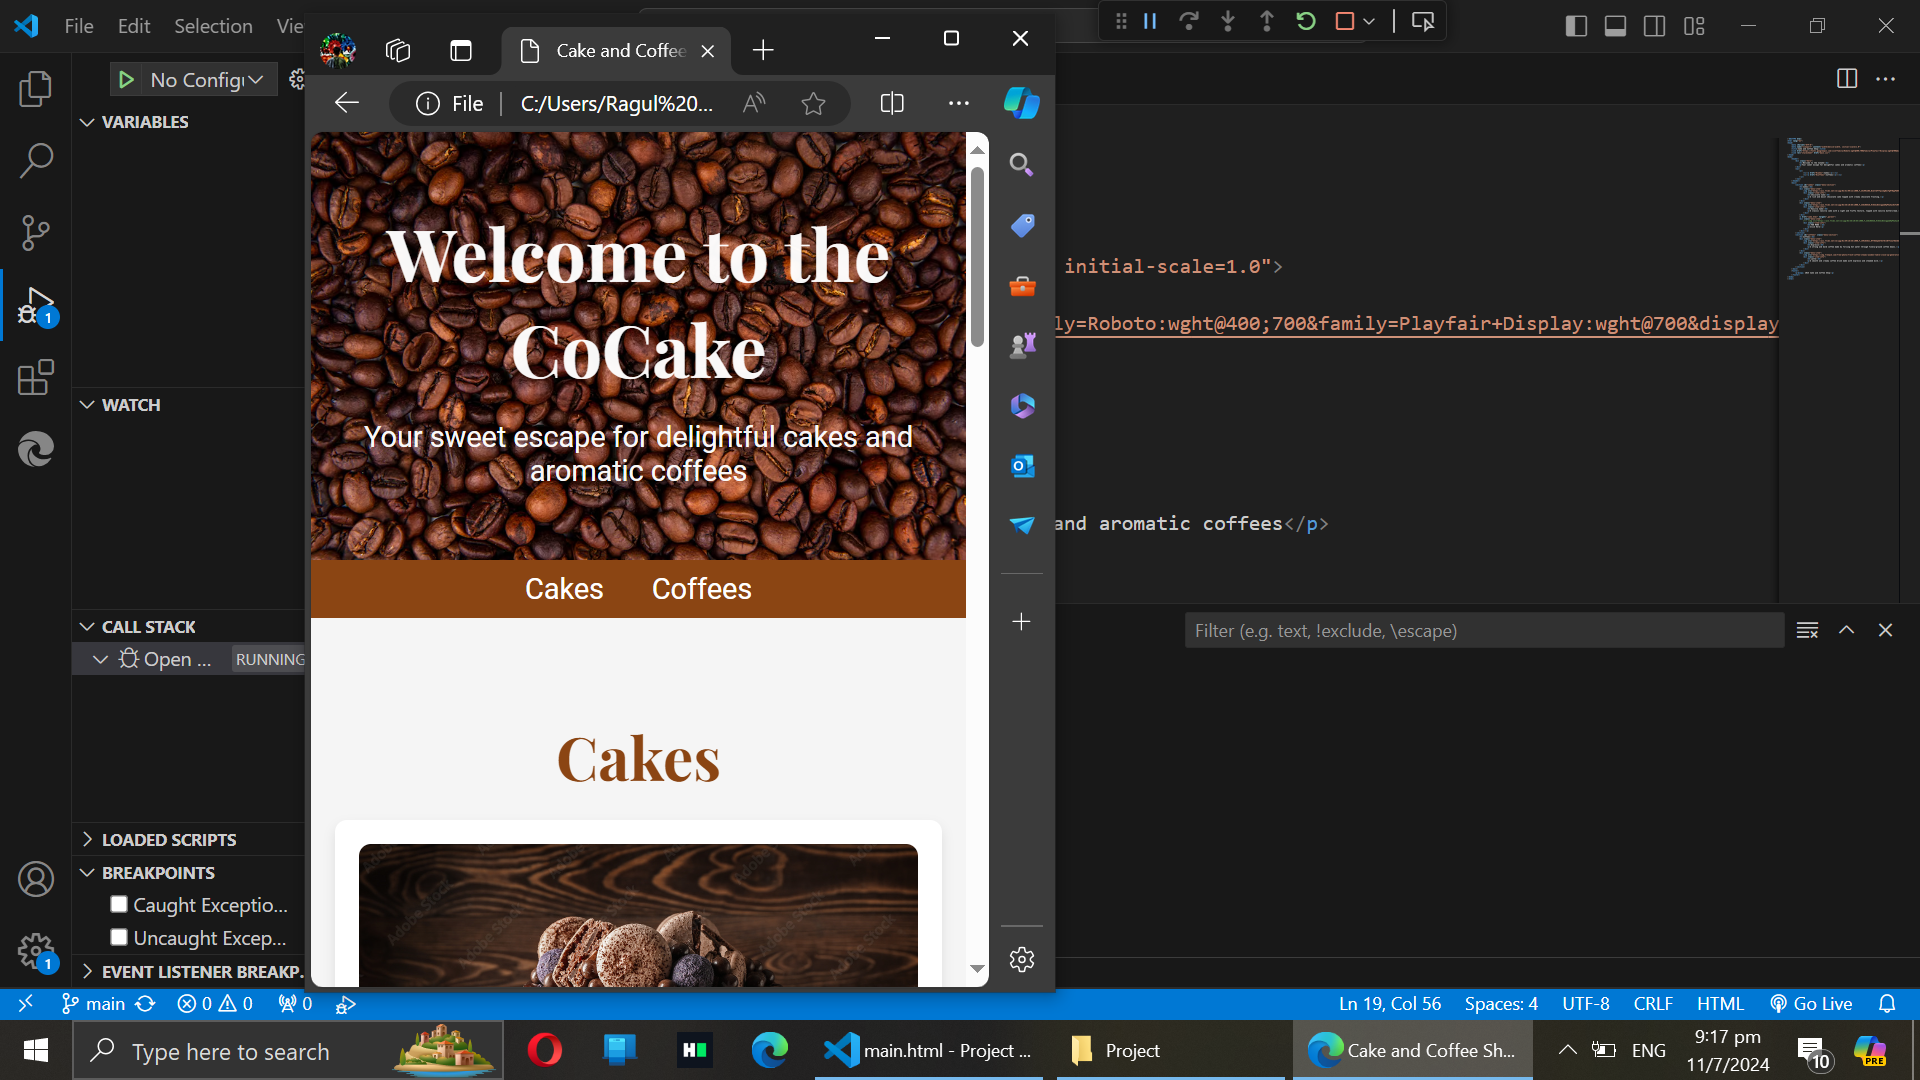 File Edit Selection Vie
No Configu
VARIABLES
WATCH
CALL STACK
Open ... RUNNING
LOADED SCRIPTS
BREAKPOINTS
Caught Exceptio...
Uncaught Excep...
EVENT LISTENER BREAKP...
Cake and Coffee
File C:/Users/Ragul%20...
Welcome to the
CoCake
Your sweet escape for delightful cakes and
aromatic coffees
Cakes Coffees
Cakes
initial-scale=1.0">
ly=Roboto:wght@400;700&family=Playfair+Display:wght@700&display
and aromatic coffees</p>
Filter (e.g. text, !exclude, \escape)
1
1
main 0 0 0
Ln 19, Col 56 Spaces: 4 UTF-8 CRLF HTML Go Live
Type here to search
main.html - Project ...
Project
Cake and Coffee Sh...
ENG
9:17 pm
11/7/2024
10
PRE